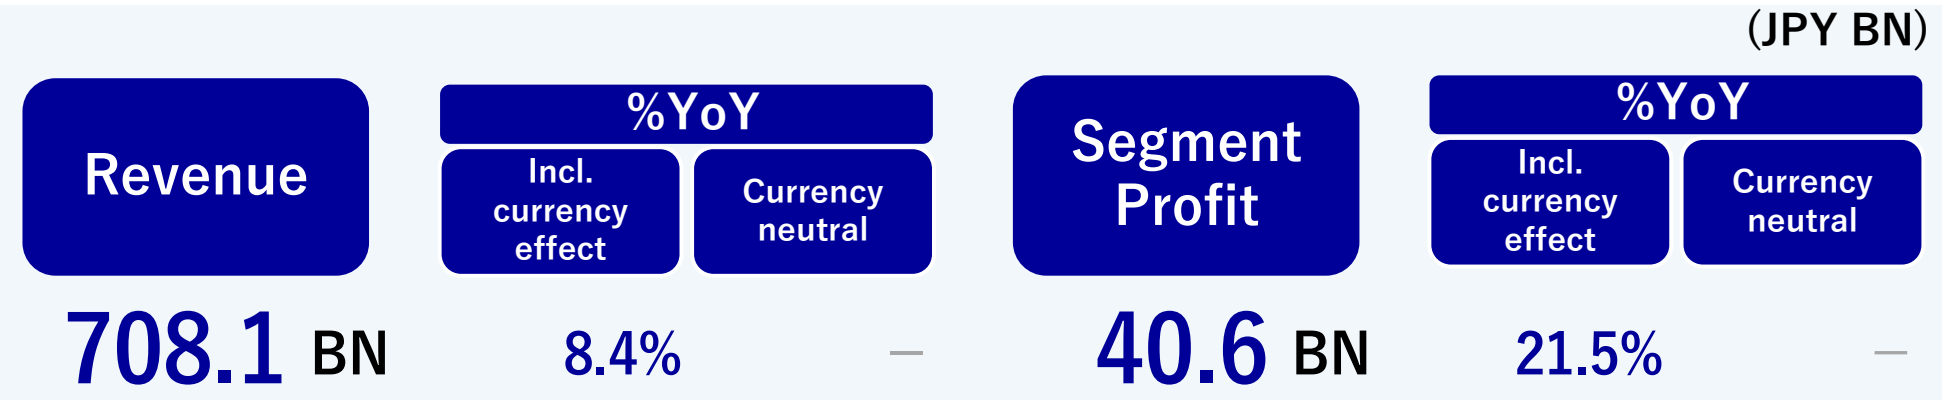 (JPY BN)
Revenue
%YoY
Incl.
currency
effect
Currency
neutral
Segment
Profit
%YoY
Incl.
currency
effect
Currency
neutral
708.1 BN
8.4%
—
40.6 BN
21.5%
—